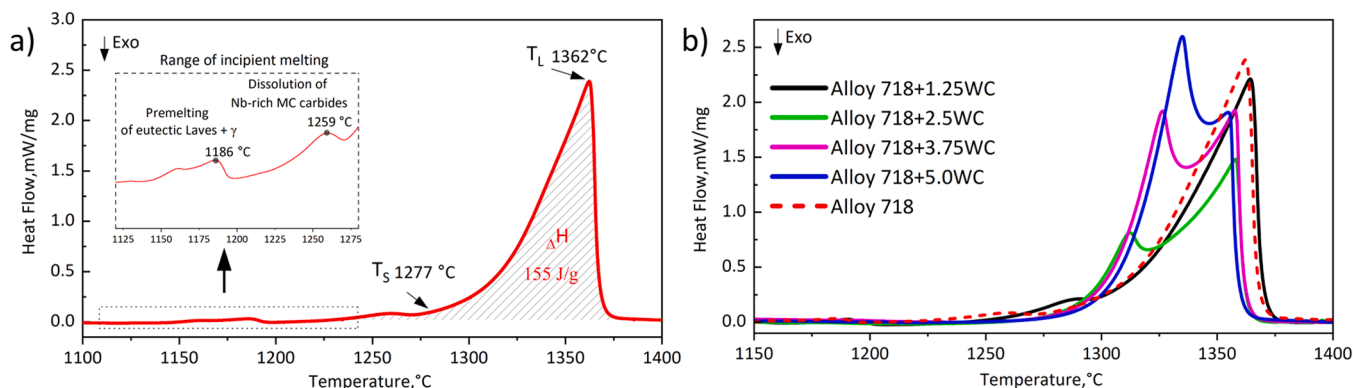 a)
Exo
Range of incipient melting
Dissolution of
Nb-rich MC carbides
1259 °C
Premelting
of eutectic Laves + γ
1186 °C
1125 1150 1175 1200 1225 1250 1275
1280
T_L 1362°C
T_S 1277 °C
ΔH
155 J/g
Heat Flow,mW/mg
3.0
2.5
2.0
1.5
1.0
0.5
0.0
1100 1150 1200 1250 1300 1350 1400
Temperature,°C
b)
Exo
Alloy 718+1.25WC
Alloy 718+2.5WC
Alloy 718+3.75WC
Alloy 718+5.0WC
Alloy 718
Heat Flow,mW/mg
2.5
2.0
1.5
1.0
0.5
0.0
1150 1200 1250 1300 1350 1400
Temperature,°C